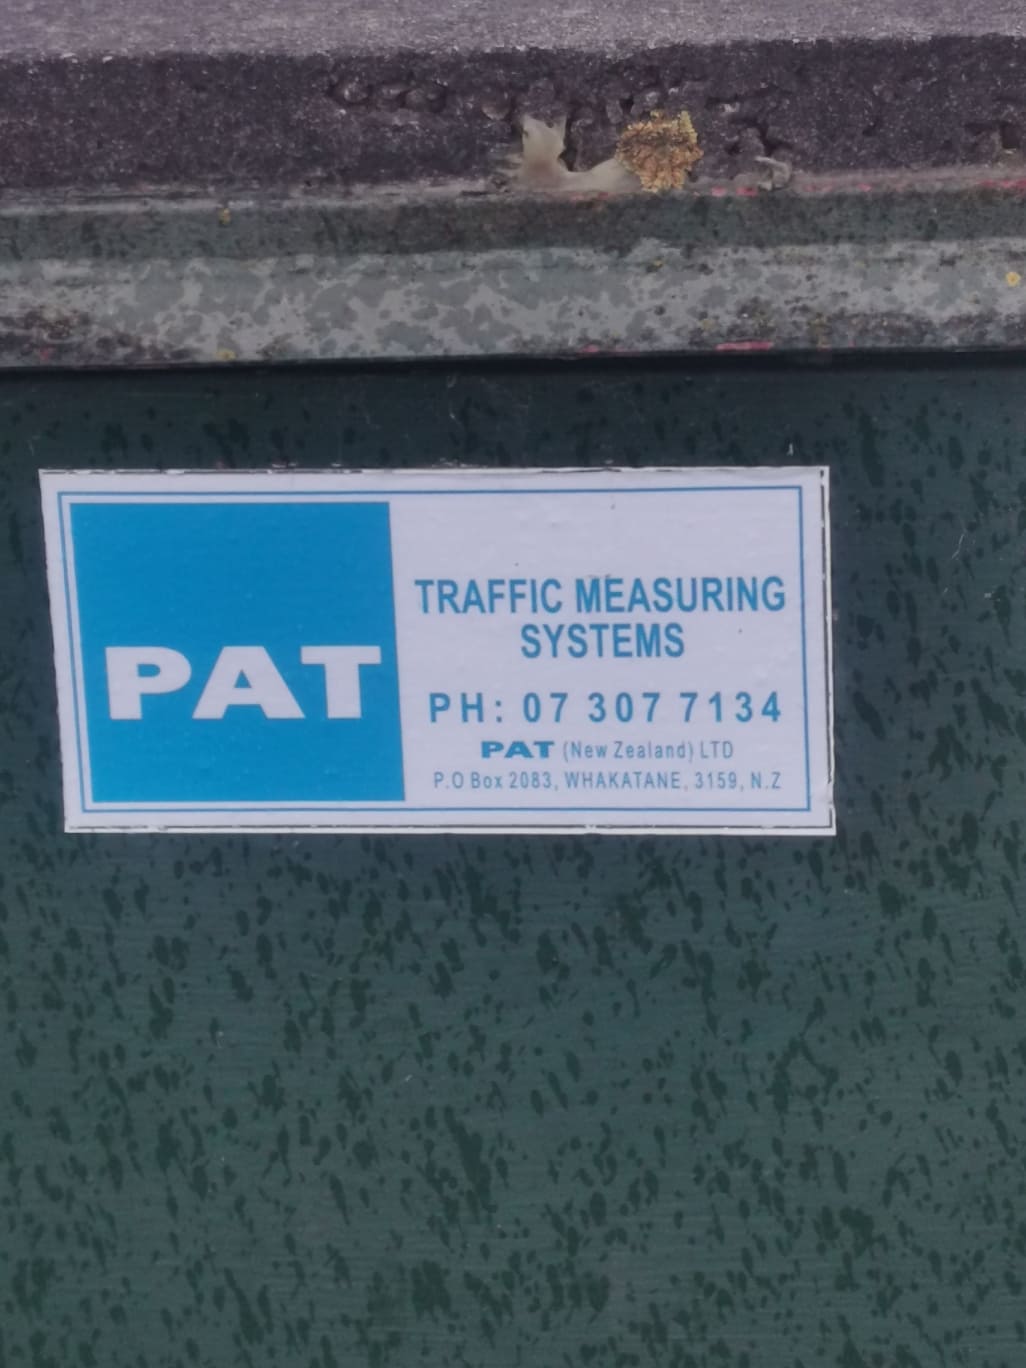 PAT
TRAFFIC MEASURING
SYSTEMS
PH: 07 307 7134
PAT (New Zealand) LTD
P.O Box 2083, WHAKATANE, 3159, N.Z